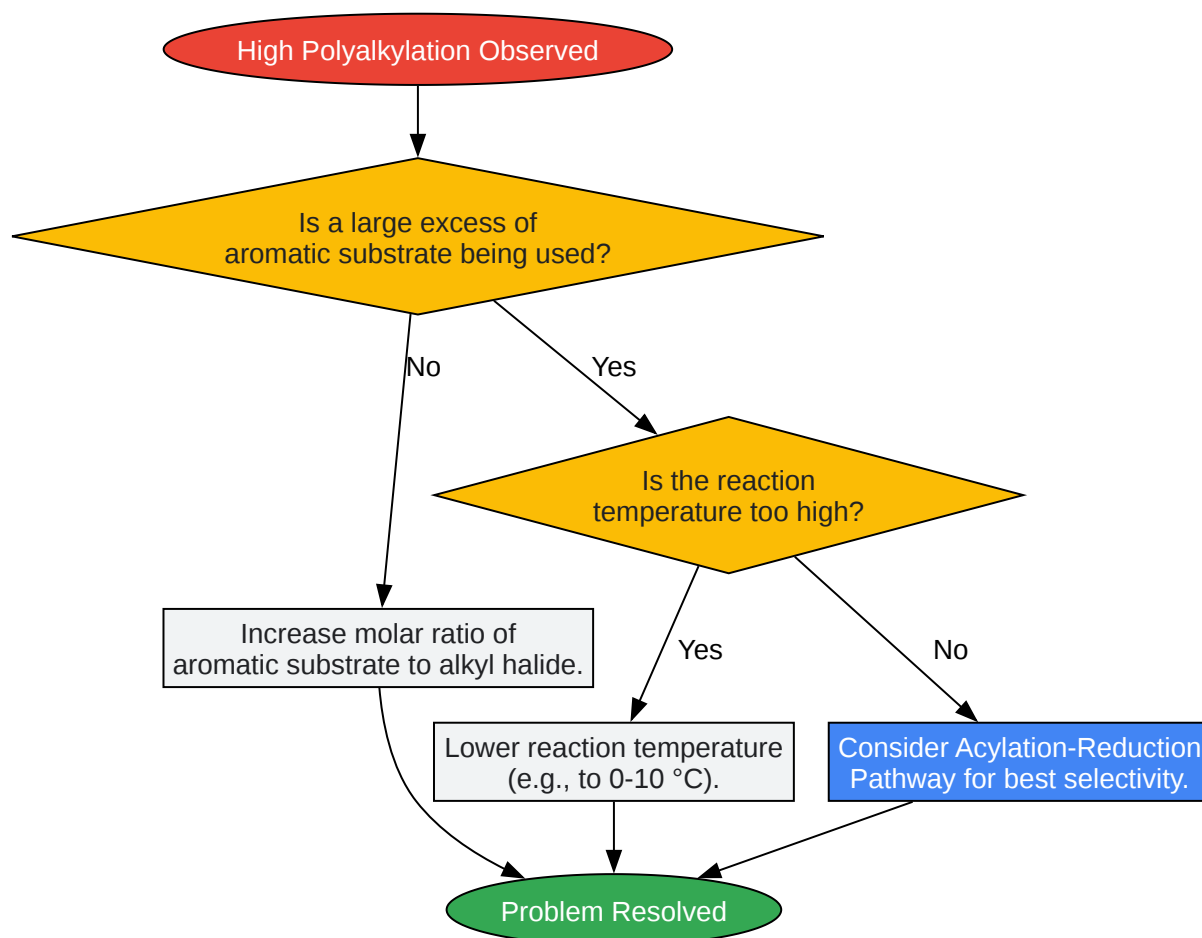 High Polyalkylation Observed
Is a large excess of
aromatic substrate being used?
No
Yes
Is the reaction
temperature too high?
Increase molar ratio of
aromatic substrate to alkyl halide.
Yes
No
Lower reaction temperature
(e.g., to 0-10 °C).
Consider Acylation-Reduction
Pathway for best selectivity.
Problem Resolved